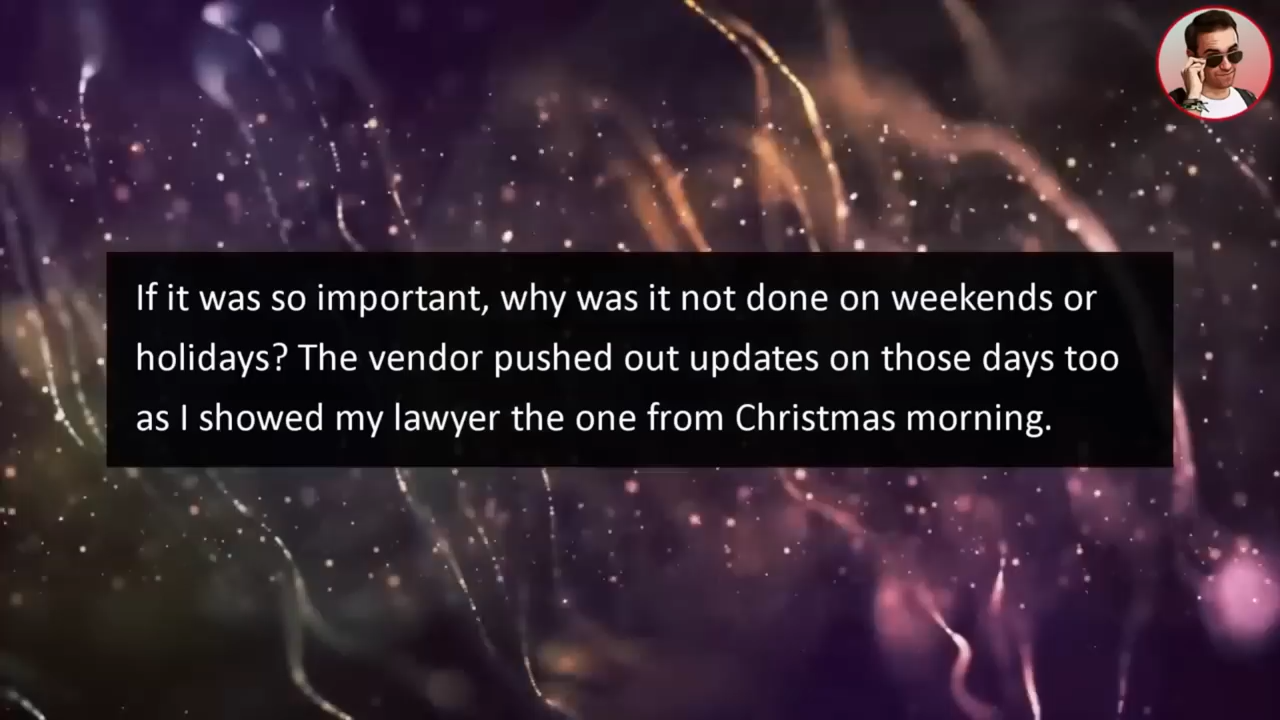 If it was so important, why was it not done on weekends or
holidays? The vendor pushed out updates on those days too
as I showed my lawyer the one from Christmas morning.